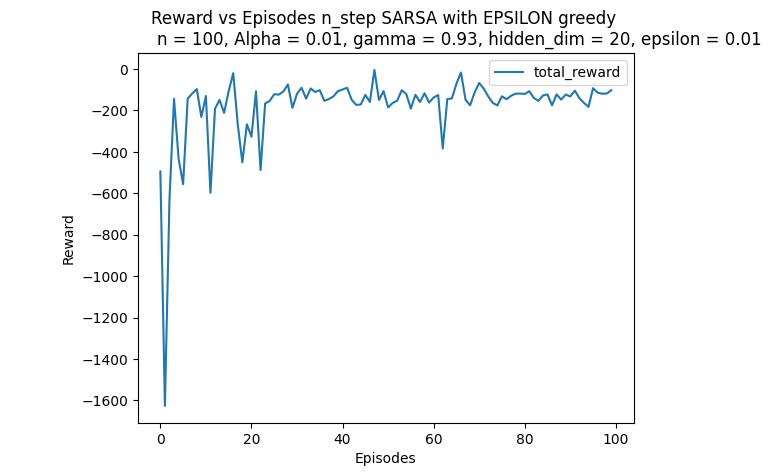 Reward vs Episodes n_step SARSA with EPSILON greedy
n = 100, Alpha = 0.01, gamma = 0.93, hidden_dim = 20, epsilon = 0.01
total_reward
0
−200
−400
−600
−800
−1000
−1200
−1400
−1600
Reward
0 20 40 60 80 100
Episodes